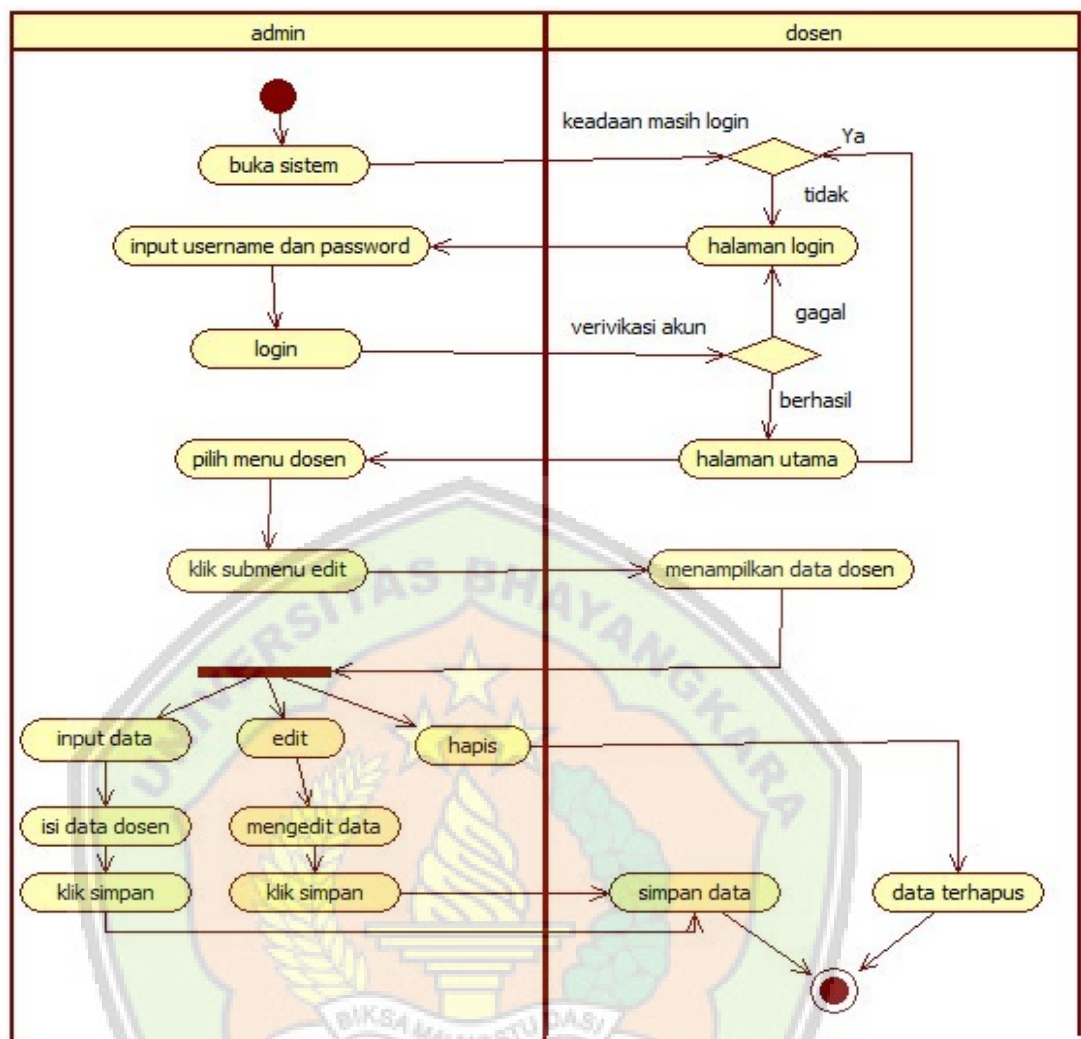 admin
dosen
keadaan masih login
Ya
buka sistem
tidak
input username dan password
halaman login
gagal
verivikasi akun
login
berhasil
pilih menu dosen
halaman utama
klik submenu edit
menampilkan data dosen
input data
edit
hapis
isi data dosen
mengedit data
klik simpan
klik simpan
simpan data
data terhapus
UNIVERSITAS BHAYANGKARA